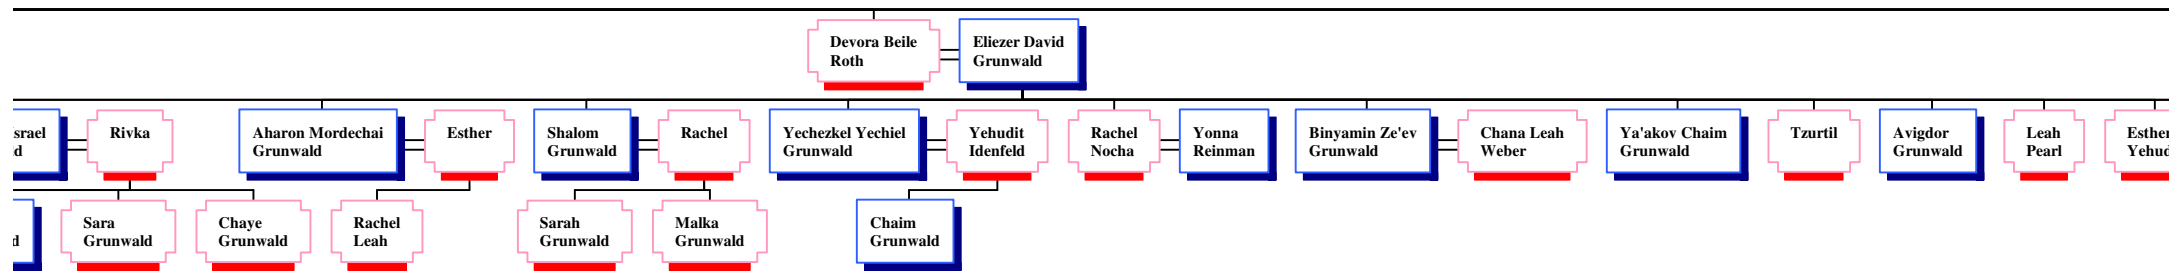 Devora Beile
Roth
Eliezer David
Grunwald
Rivka
Aharon Mordechai
Grunwald
Esther
Shalom
Grunwald
Rachel
Yechezkel Yechiel
Grunwald
Yehudit
Idenfeld
Rachel
Nocha
Yonna
Reinman
Binyamin Ze'ev
Grunwald
Chana Leah
Weber
Ya'akov Chaim
Grunwald
Tzurtil
Avigdor
Grunwald
Leah
Pearl
Esther
Sara
Grunwald
Chaye
Grunwald
Rachel
Leah
Sarah
Grunwald
Malka
Grunwald
Chaim
Grunwald